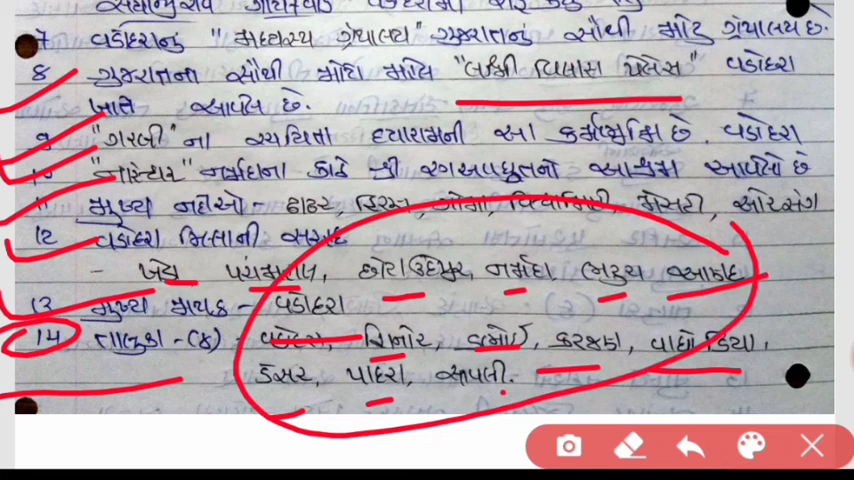 7 વડોદરાનું "મધ્યસ્થ ગ્રંથાલય" ગુજરાતનું સૌથી મોટુ ગ્રંથાલય છે.
8 ગુજરાતના સૌથી મોટો મહેલ "લક્ષ્મી વિલાસ પેલેસ" વડોદરા
ખાતે આવેલ છે.
9 "ગરબી" ના રચયિતા દયારામની આ કર્મભૂમિ છે. વડોદરા
10 "નારેશ્વર" નર્મદાના કાંઠે શ્રી રંગઅવધૂતનો આશ્રમ આવેલો છે
11 મુખ્ય નદીઓ - ઢાઢર, હિરણ, ગોમા, વિશ્વામિત્રી, મેસરી, ઓરસંગ
12 વડોદરા જિલ્લાની સરહદ
- ખેડા પંચમહાલ, છોટાઉદેપુર, નર્મદા ભરુચ આણંદ
13 મુખ્ય મથક - વડોદરા
14 તાલુકા - (8) - વડોદરા, શિનોર, ડભોઈ, કરજણ, વાઘોડિયા,
ડેસર, પાદરા, સાવલી.